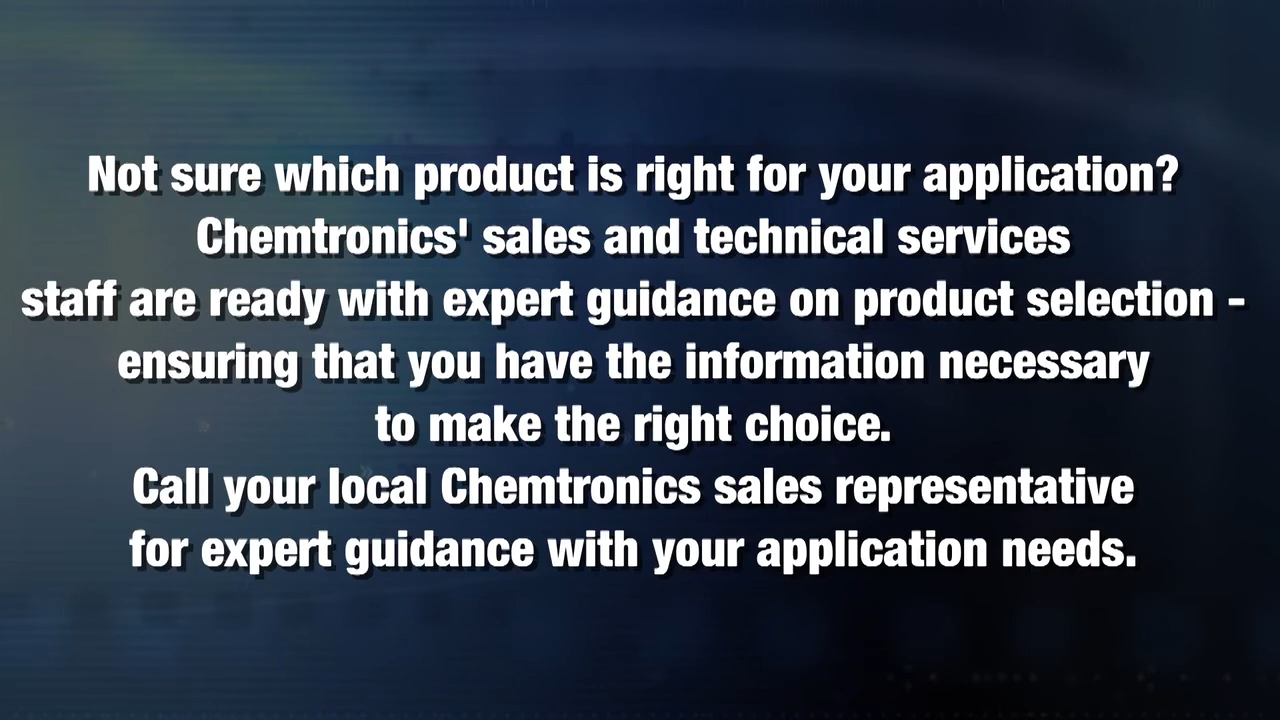 Not sure which product is right for your application?
Chemtronics' sales and technical services
staff are ready with expert guidance on product selection -
ensuring that you have the information necessary
to make the right choice.
Call your local Chemtronics sales representative
for expert guidance with your application needs.